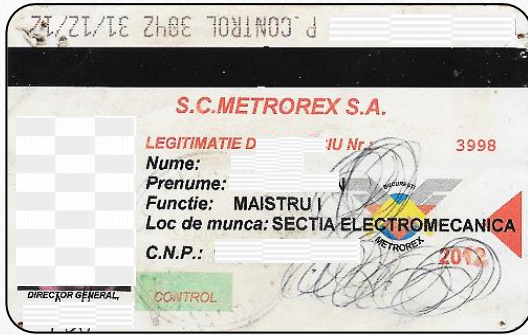 P.CONTROL 3842 31/12/12
S.C.METROREX S.A.
LEGITIMATIE D IU Nr.: 3998
Nume:
Prenume:
Functie: MAISTRU I
Loc de munca: SECTIA ELECTROMECANICA
BUCURESTI
METROREX
C.N.P.:
2012
DIRECTOR GENERAL,
CONTROL